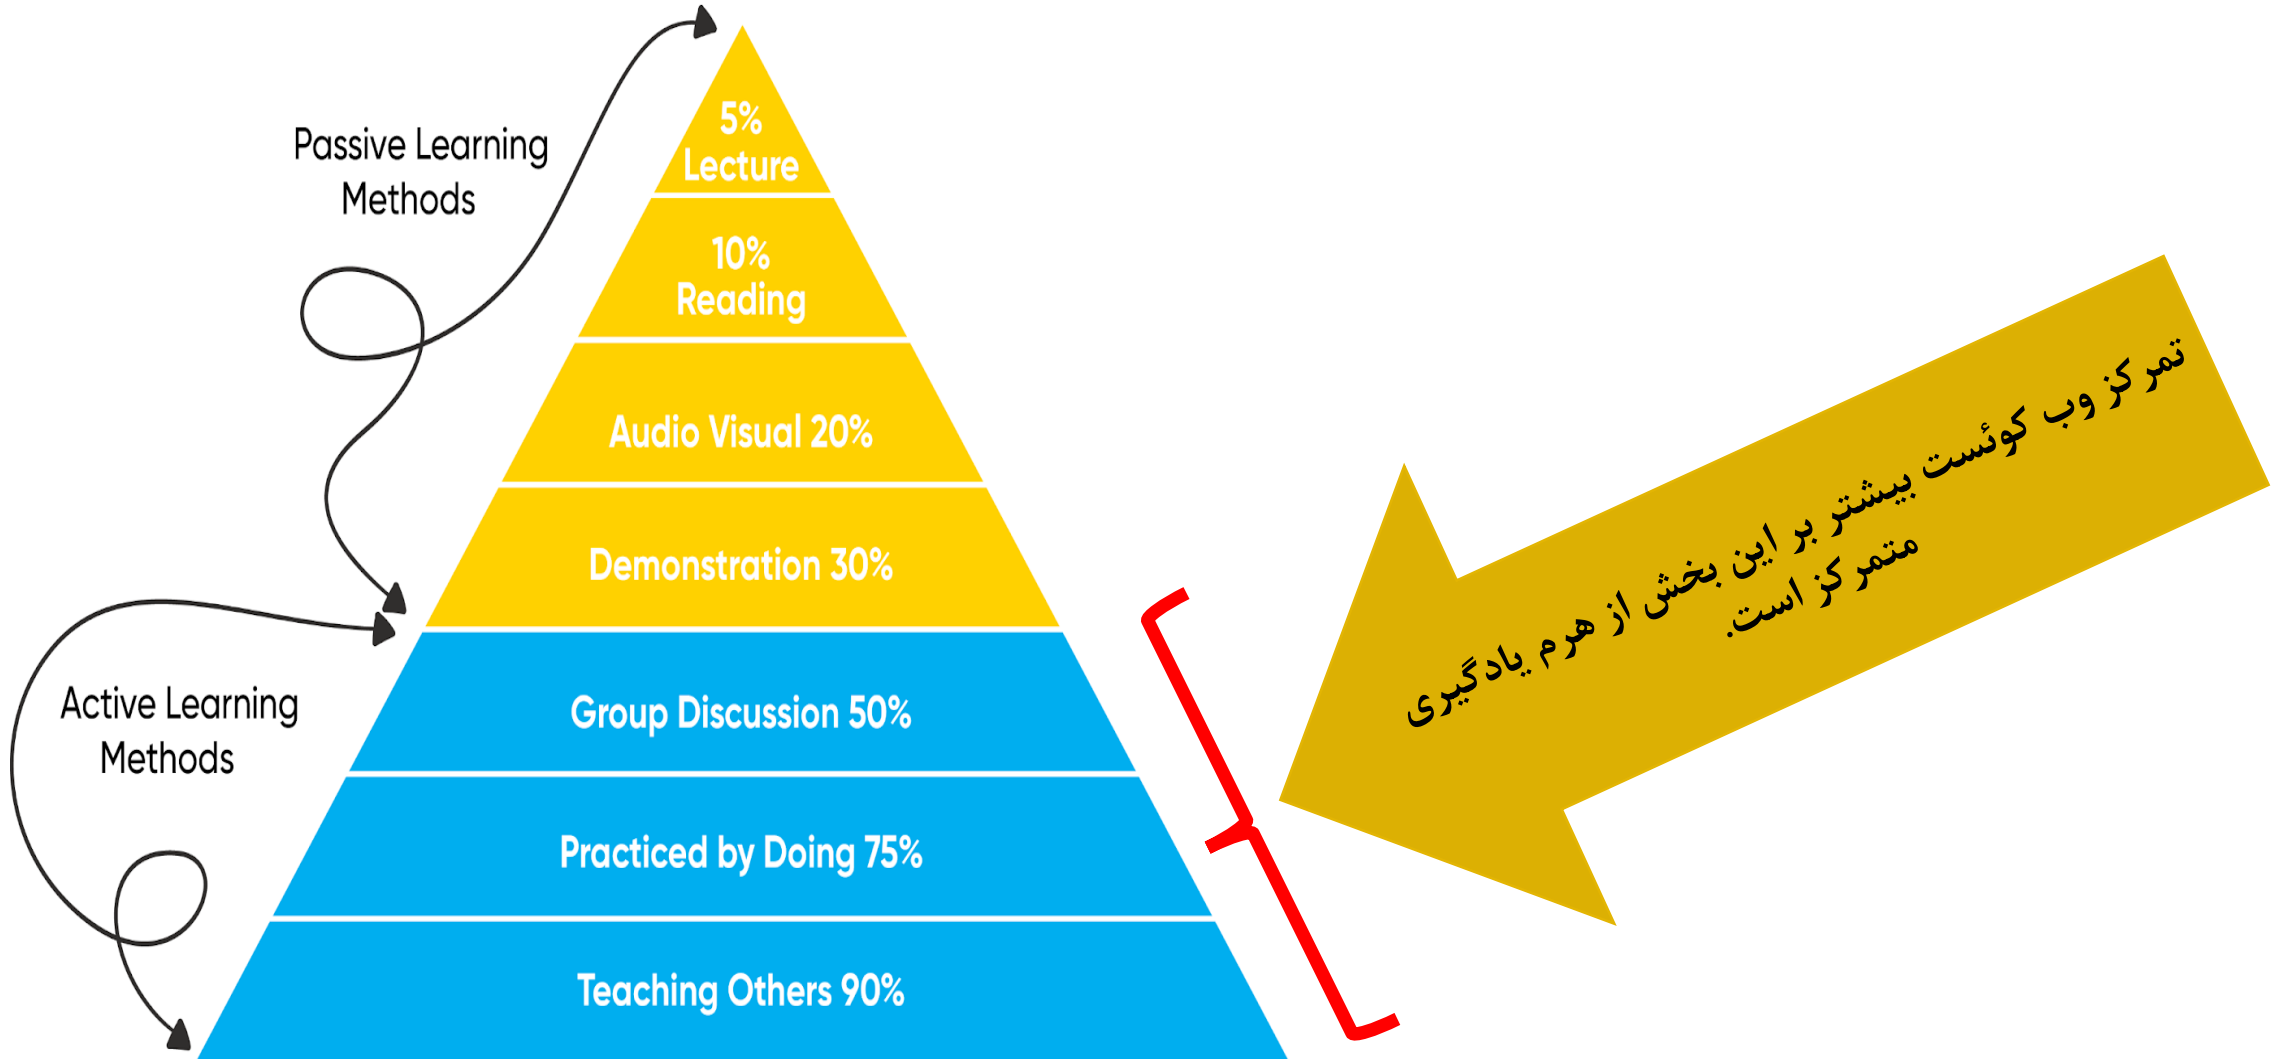 5%
Lecture
10%
Reading
Audio Visual 20%
Demonstration 30%
Group Discussion 50%
Practiced by Doing 75%
Teaching Others 90%
Passive Learning
Methods
Active Learning
Methods
تمرکز وب کوئست بیشتر بر این بخش از هرم یادگیری
متمرکز است.